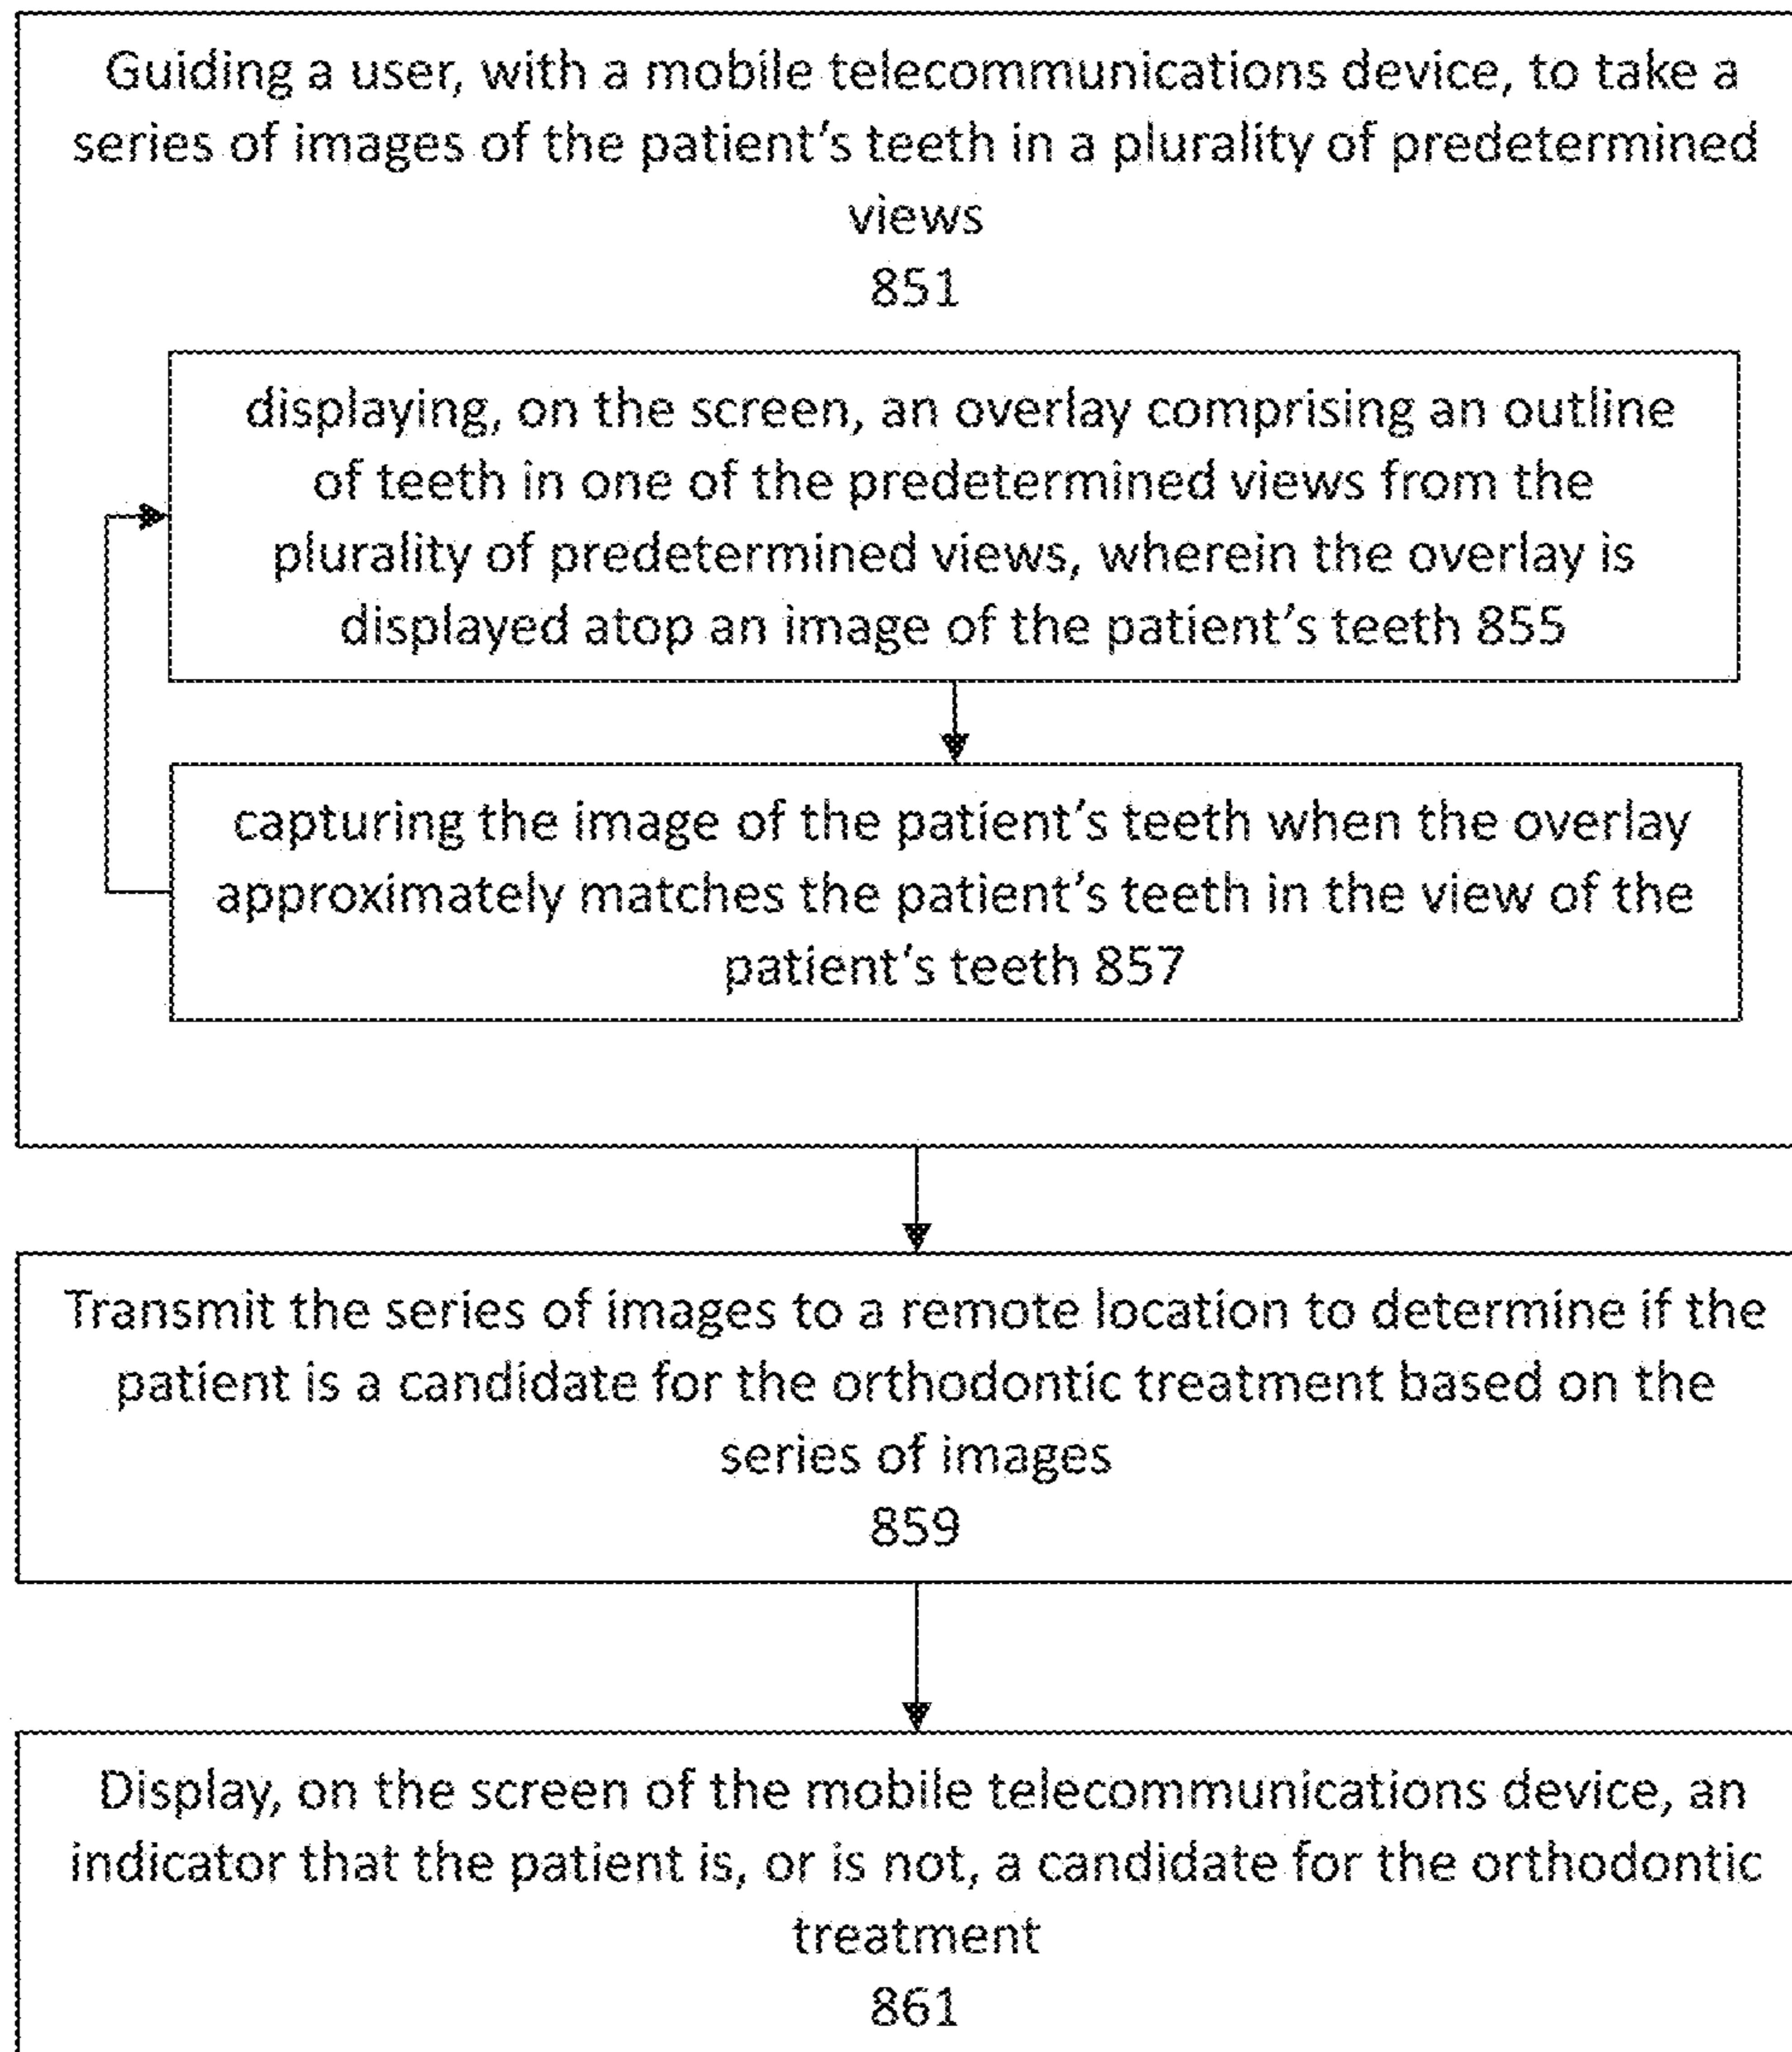 Guiding a user, with a mobile telecommunications device, to take a
series of images of the patient's teeth in a plurality of predetermined
views
851
displaying, on the screen, an overlay comprising an outline
of teeth in one of the predetermined views from the
plurality of predetermined views, wherein the overlay is
displayed atop an image of the patient's teeth 855
capturing the image of the patient's teeth when the overlay
approximately matches the patient's teeth in the view of the
patient's teeth 857
Transmit the series of images to a remote location to determine if the
patient is a candidate for the orthodontic treatment based on the
series of images
859
Display, on the screen of the mobile telecommunications device, an
indicator that the patient is, or is not, a candidate for the orthodontic
treatment
861